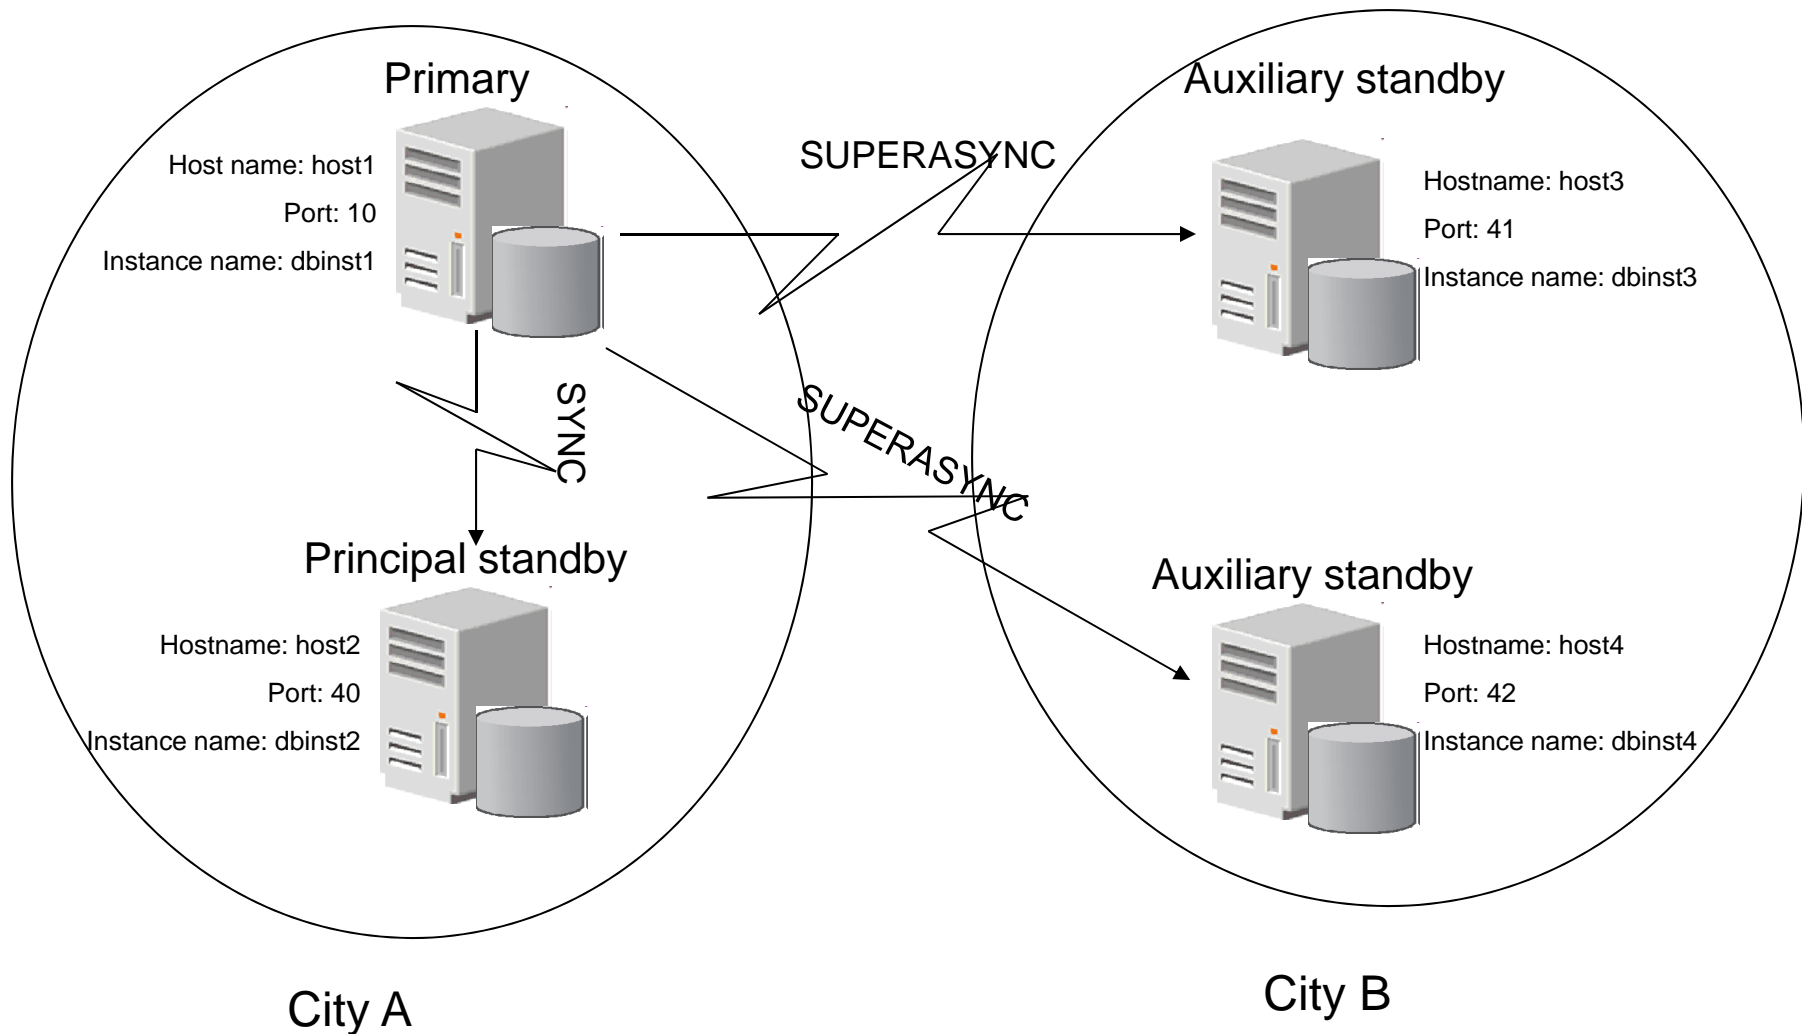 Primary
Host name: host1
Port: 10
Instance name: dbinst1
SUPERASYNC
Auxiliary standby
Hostname: host3
Port: 41
Instance name: dbinst3
SYNC
SUPERASYNC
Principal standby
Hostname: host2
Port: 40
Instance name: dbinst2
Auxiliary standby
Hostname: host4
Port: 42
Instance name: dbinst4
City A
City B